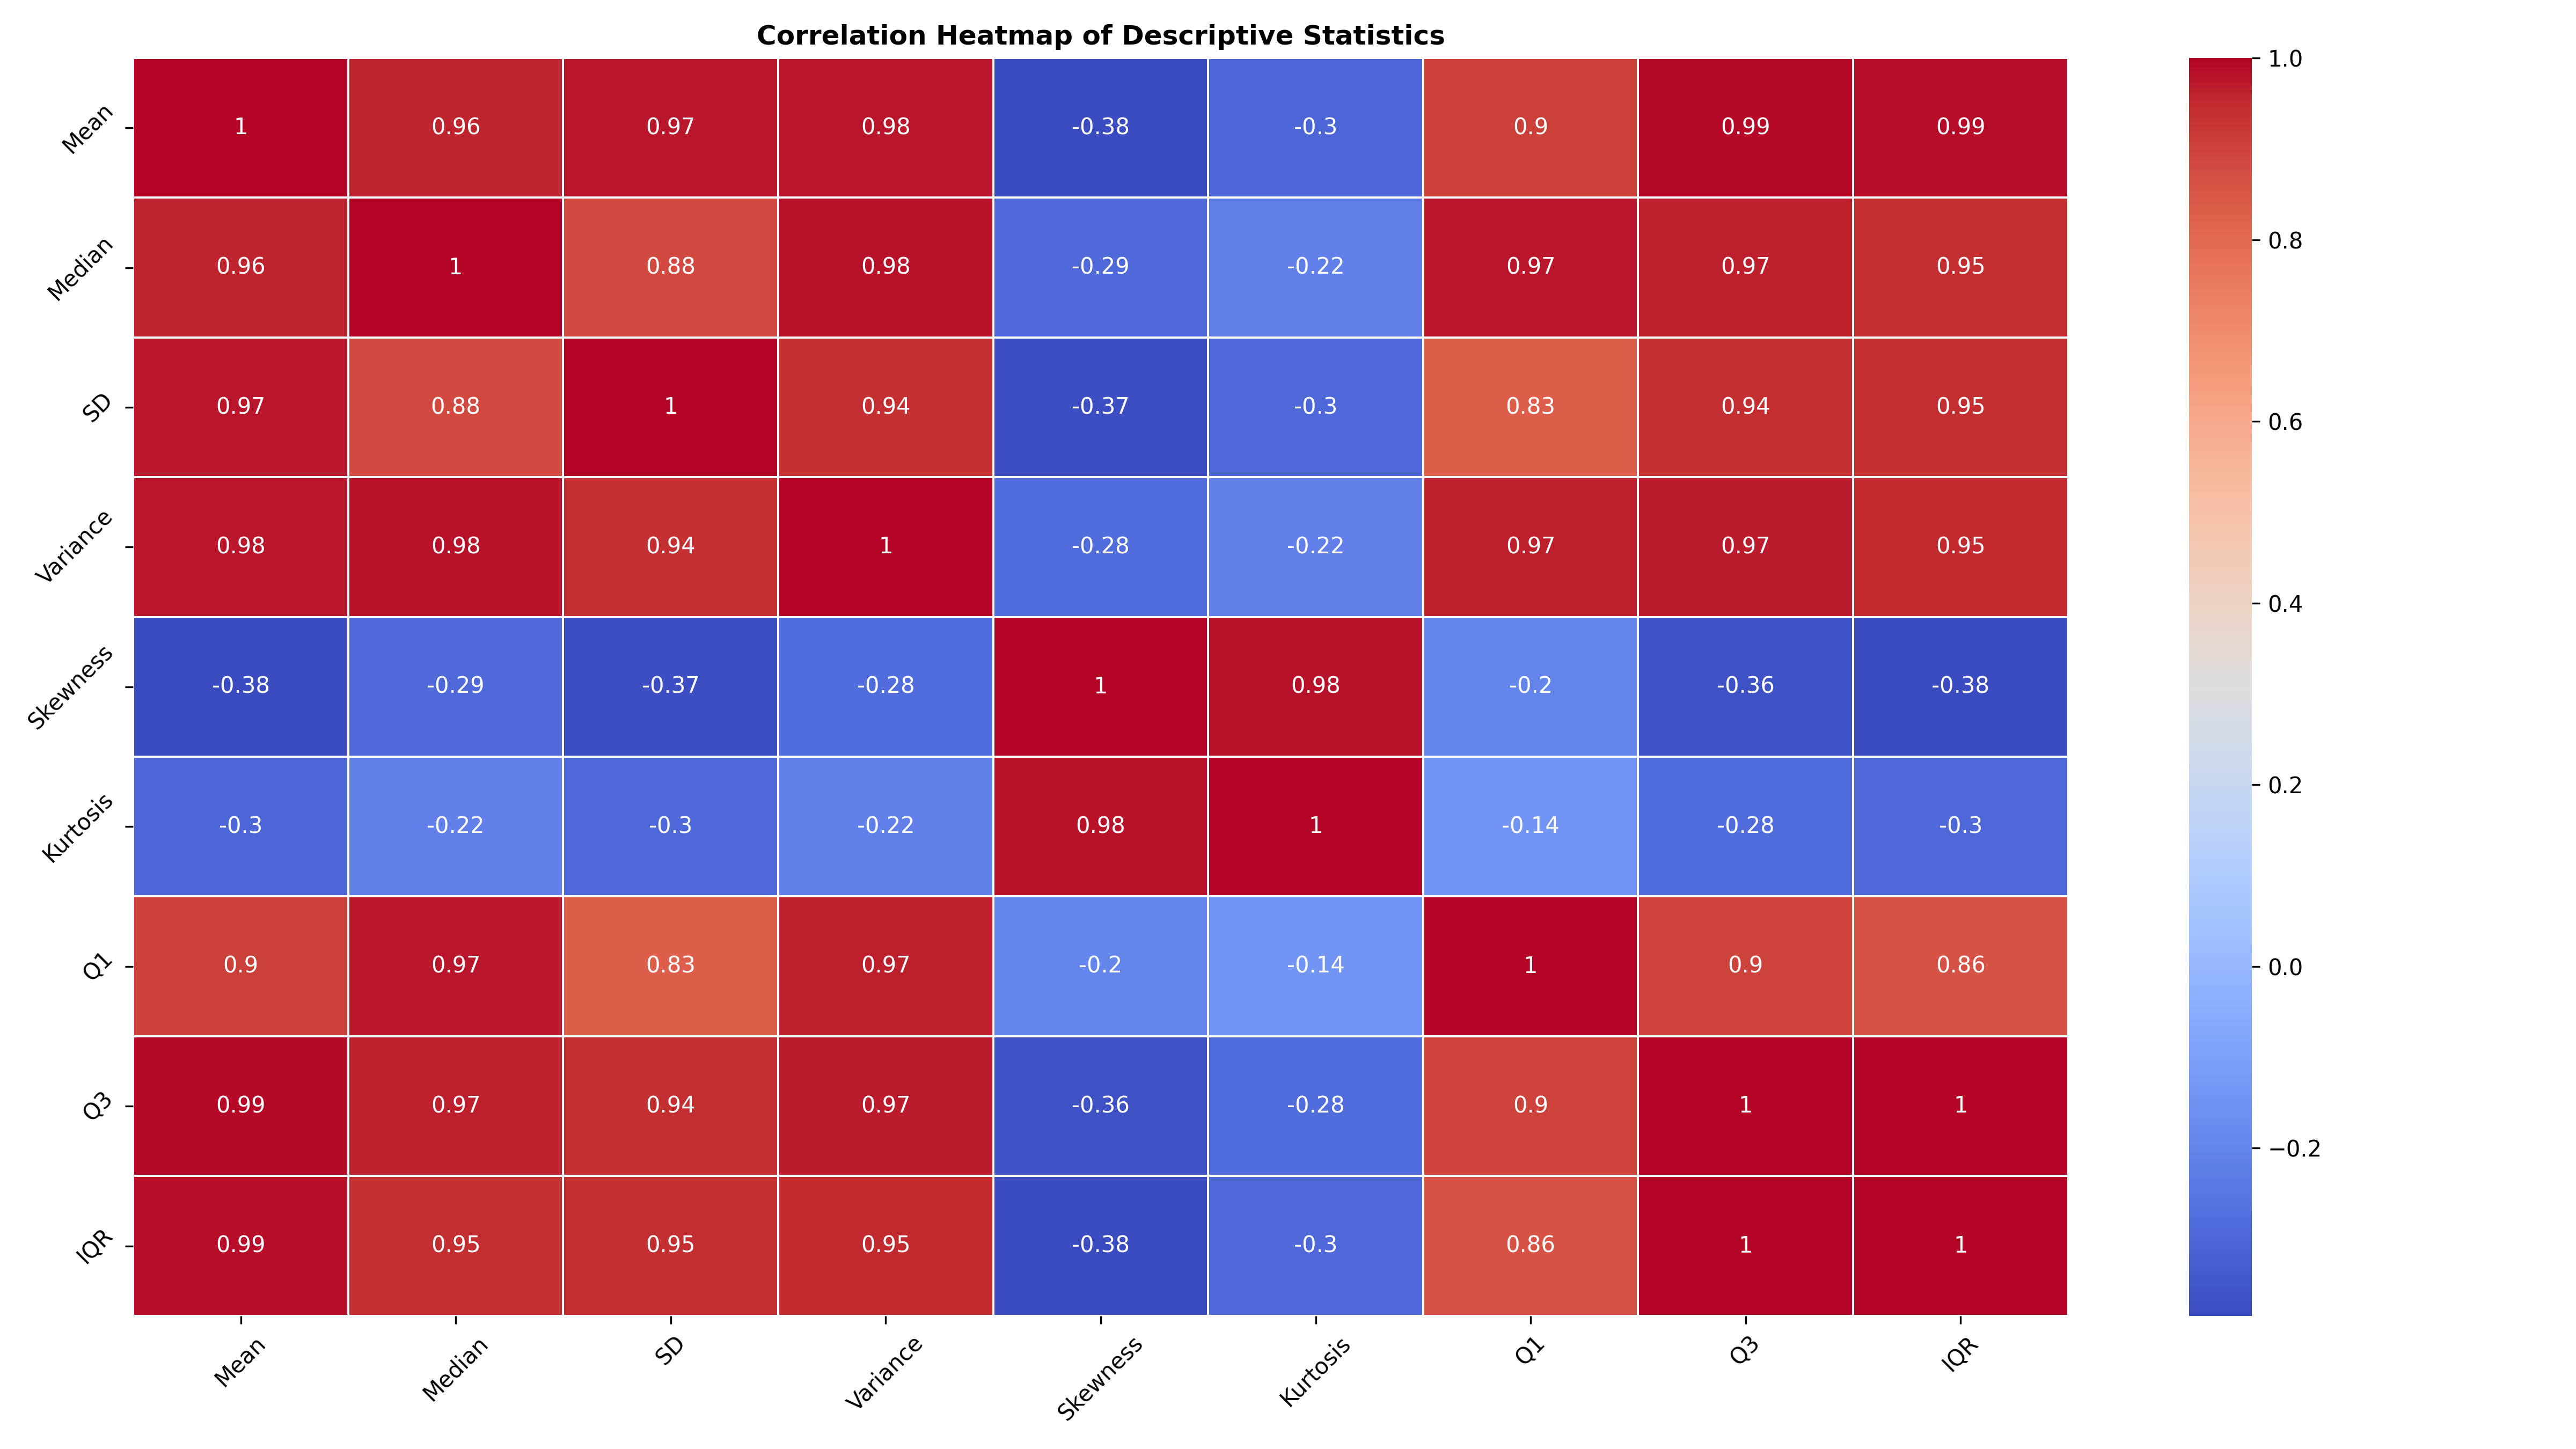 Correlation Heatmap of Descriptive Statistics
Mean 1 0.96 0.97 0.98 -0.38 -0.3 0.9 0.99 0.99
Median 0.96 1 0.88 0.98 -0.29 -0.22 0.97 0.97 0.95
SD 0.97 0.88 1 0.94 -0.37 -0.3 0.83 0.94 0.95
Variance 0.98 0.98 0.94 1 -0.28 -0.22 0.97 0.97 0.95
Skewness -0.38 -0.29 -0.37 -0.28 1 0.98 -0.2 -0.36 -0.38
Kurtosis -0.3 -0.22 -0.3 -0.22 0.98 1 -0.14 -0.28 -0.3
Q1 0.9 0.97 0.83 0.97 -0.2 -0.14 1 0.9 0.86
Q3 0.99 0.97 0.94 0.97 -0.36 -0.28 0.9 1 1
IQR 0.99 0.95 0.95 0.95 -0.38 -0.3 0.86 1 1
Mean Median SD Variance Skewness Kurtosis Q1 Q3 IQR
1.0
0.8
0.6
0.4
0.2
0.0
−0.2